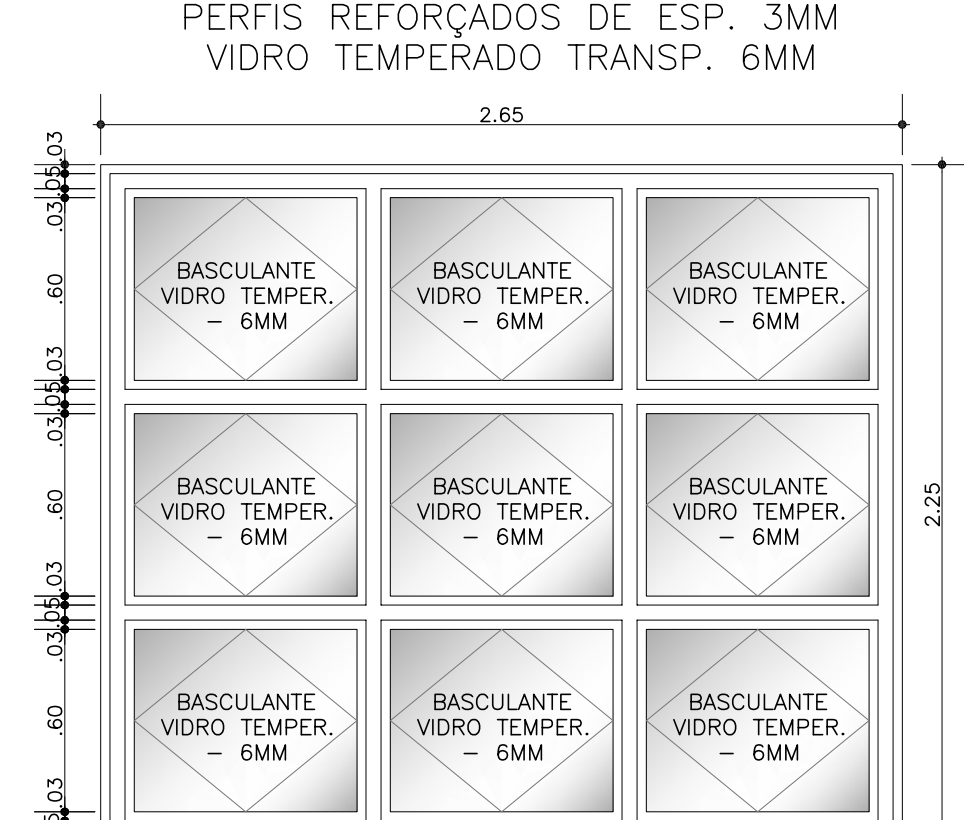 PERFIS REFORÇADOS DE ESP. 3MM
VIDRO TEMPERADO TRANSP. 6MM
2.65
.03
.05
.03
BASCULANTE
VIDRO TEMPER.
– 6MM
BASCULANTE
VIDRO TEMPER.
– 6MM
BASCULANTE
VIDRO TEMPER.
– 6MM
.60
.03
.05
.03
BASCULANTE
VIDRO TEMPER.
– 6MM
BASCULANTE
VIDRO TEMPER.
– 6MM
BASCULANTE
VIDRO TEMPER.
– 6MM
.60
2.25
.03
.05
.03
BASCULANTE
VIDRO TEMPER.
– 6MM
BASCULANTE
VIDRO TEMPER.
– 6MM
BASCULANTE
VIDRO TEMPER.
– 6MM
.60
.03